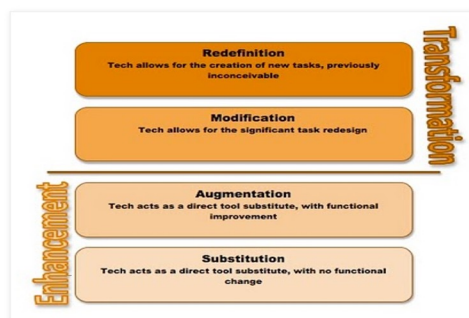 Redefinition
Tech allows for the creation of new tasks, previously
inconceivable
Transformation
Modification
Tech allows for the significant task redesign
Augmentation
Tech acts as a direct tool substitute, with functional
improvement
Enhancement
Substitution
Tech acts as a direct tool substitute, with no functional
change